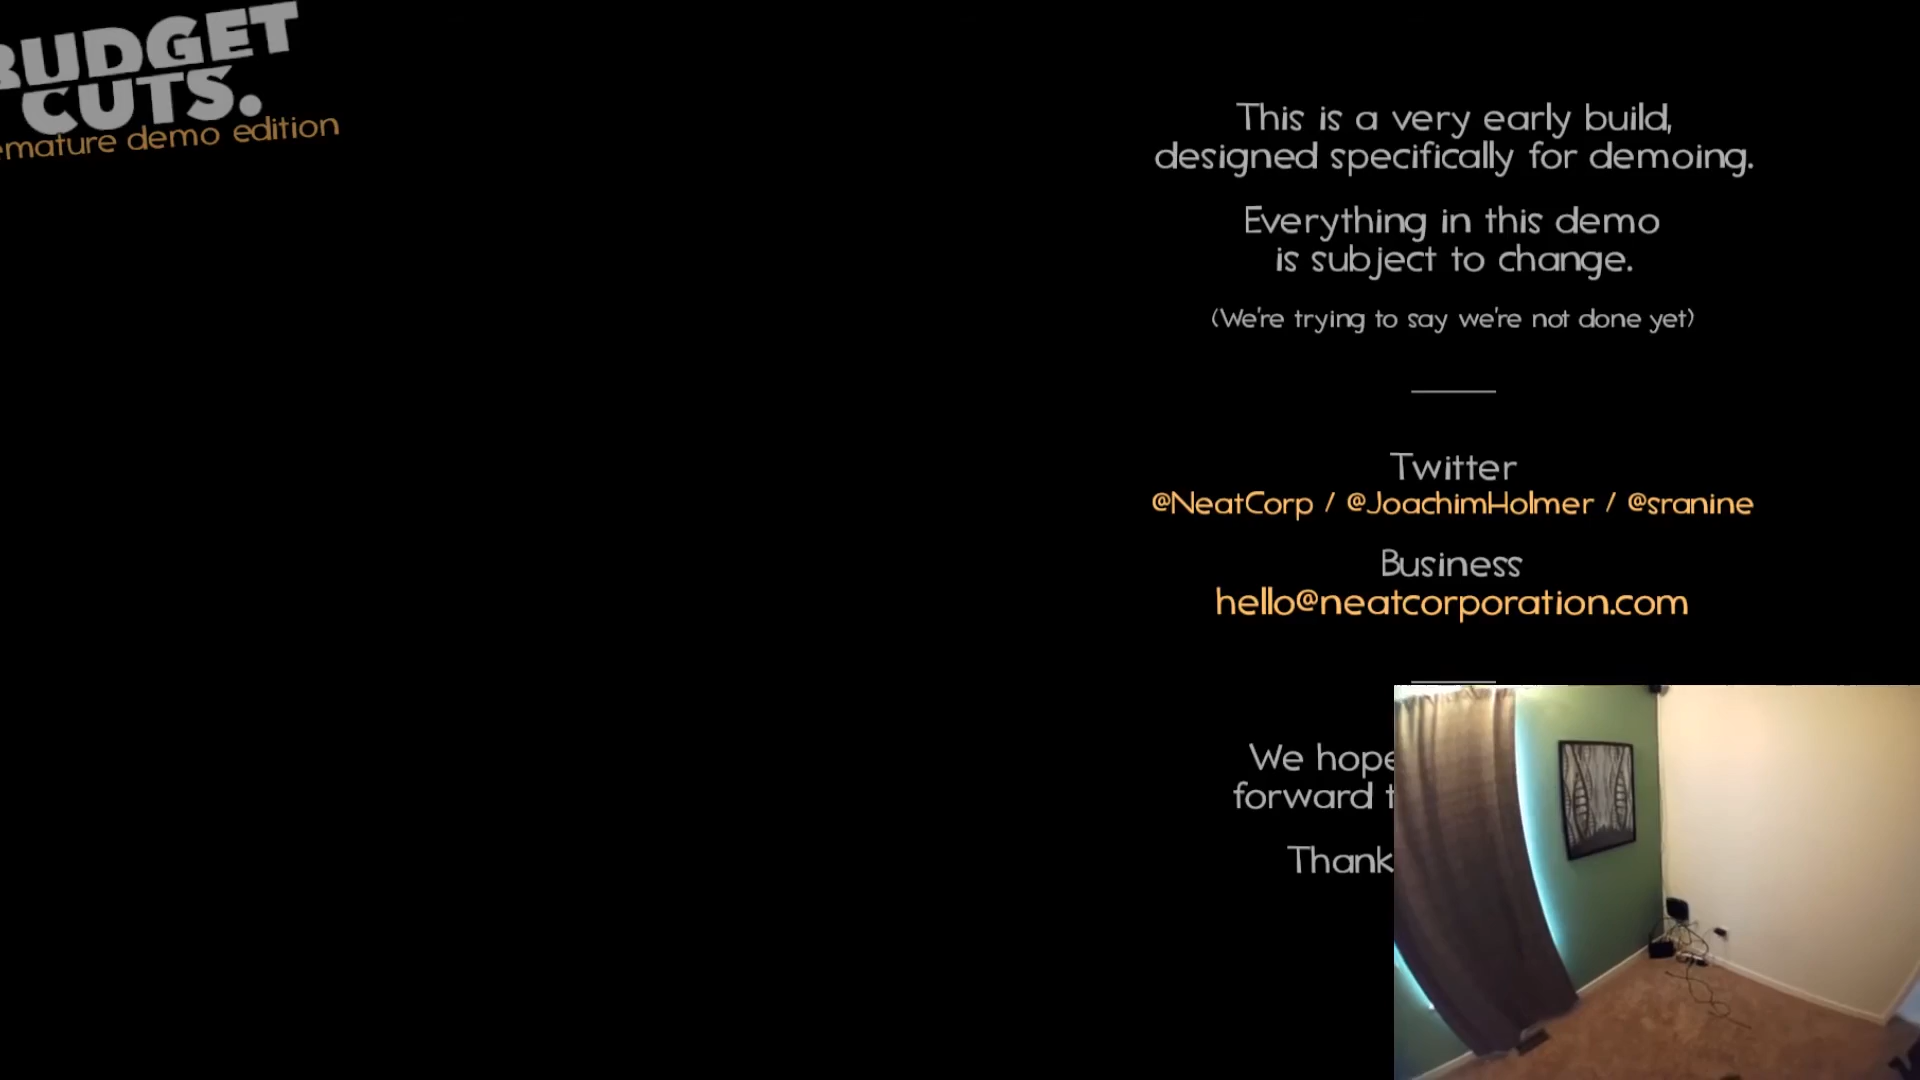 BUDGET
CUTS.
demo edition
This is a very early build,
designed specifically for demoing.
Everything in this demo
is subject to change.
(We're trying to say we're not done yet)
Twitter
@NeatCorp / @JoachimHolmer / @sranine
Business
hello@neatcorporation.com
We hope
forward
Thank